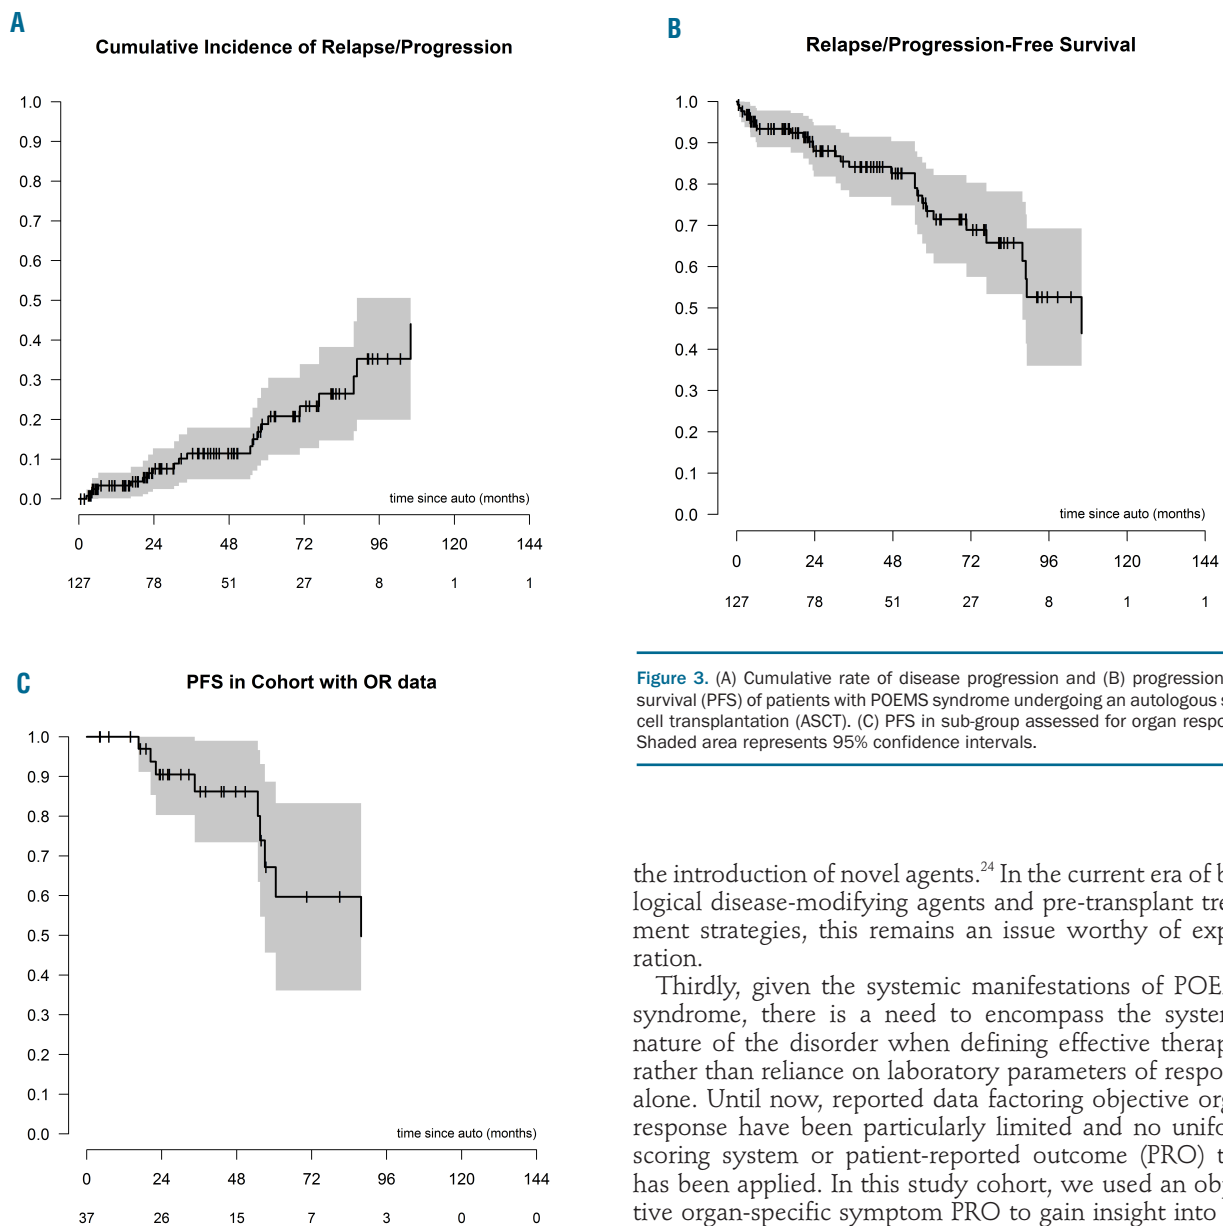 A
Cumulative Incidence of Relapse/Progression
1.0
0.9
0.8
0.7
0.6
0.5
0.4
0.3
0.2
0.1
0.0
time since auto (months)
0 24 48 72 96 120 144
127 78 51 27 8 1 1
B
Relapse/Progression-Free Survival
1.0
0.9
0.8
0.7
0.6
0.5
0.4
0.3
0.2
0.1
0.0
time since auto (months)
0 24 48 72 96 120 144
127 78 51 27 8 1 1
C
PFS in Cohort with OR data
1.0
0.9
0.8
0.7
0.6
0.5
0.4
0.3
0.2
0.1
0.0
time since auto (months)
0 24 48 72 96 120 144
37 26 15 7 3 0 0
Figure 3. (A) Cumulative rate of disease progression and (B) progression
survival (PFS) of patients with POEMS syndrome undergoing an autologous
cell transplantation (ASCT). (C) PFS in sub-group assessed for organ
Shaded area represents 95% confidence intervals.
the introduction of novel agents.24 In the current era of
logical disease-modifying agents and pre-transplant
ment strategies, this remains an issue worthy of
ration.
Thirdly, given the systemic manifestations of
syndrome, there is a need to encompass the
nature of the disorder when defining effective
rather than reliance on laboratory parameters of
alone. Until now, reported data factoring objective
response have been particularly limited and no
scoring system or patient-reported outcome (PRO)
has been applied. In this study cohort, we used an
tive organ-specific symptom PRO to gain insight into